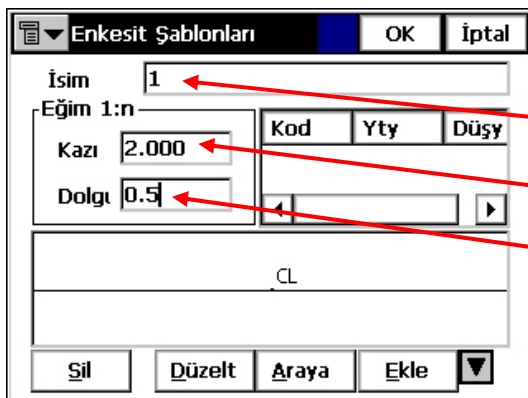 Enkesit Şablonları OK İptal
İsim 1
Eğim 1:n
Kod Yty Düşy
Kazı 2.000
Dolgu 0.5
CL
Sil Düzelt Araya Ekle